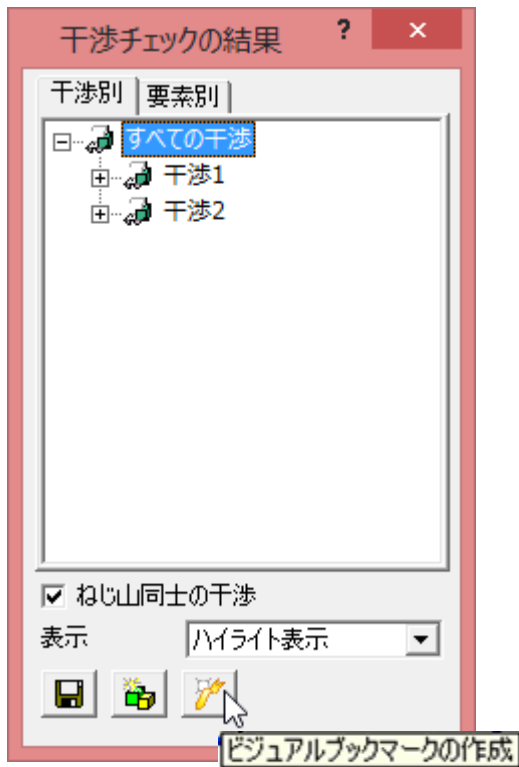 干渉チェックの結果 ? ×
干渉別 要素別
すべての干渉
干渉1
干渉2
ねじ山同士の干渉
表示 ハイライト表示
ビジュアルブックマークの作成